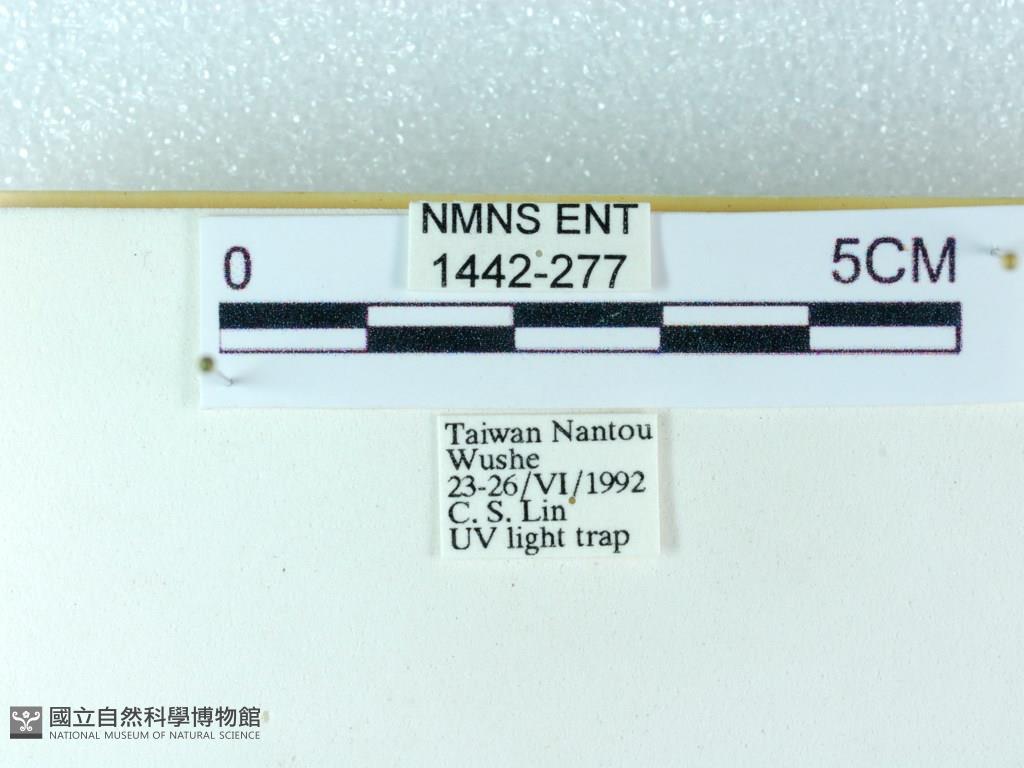 NMNS ENT
1442-277
0 5CM
Taiwan Nantou
Wushe
23-26/VI/1992
C. S. Lin
UV light trap
國立自然科學博物館
NATIONAL MUSEUM OF NATURAL SCIENCE